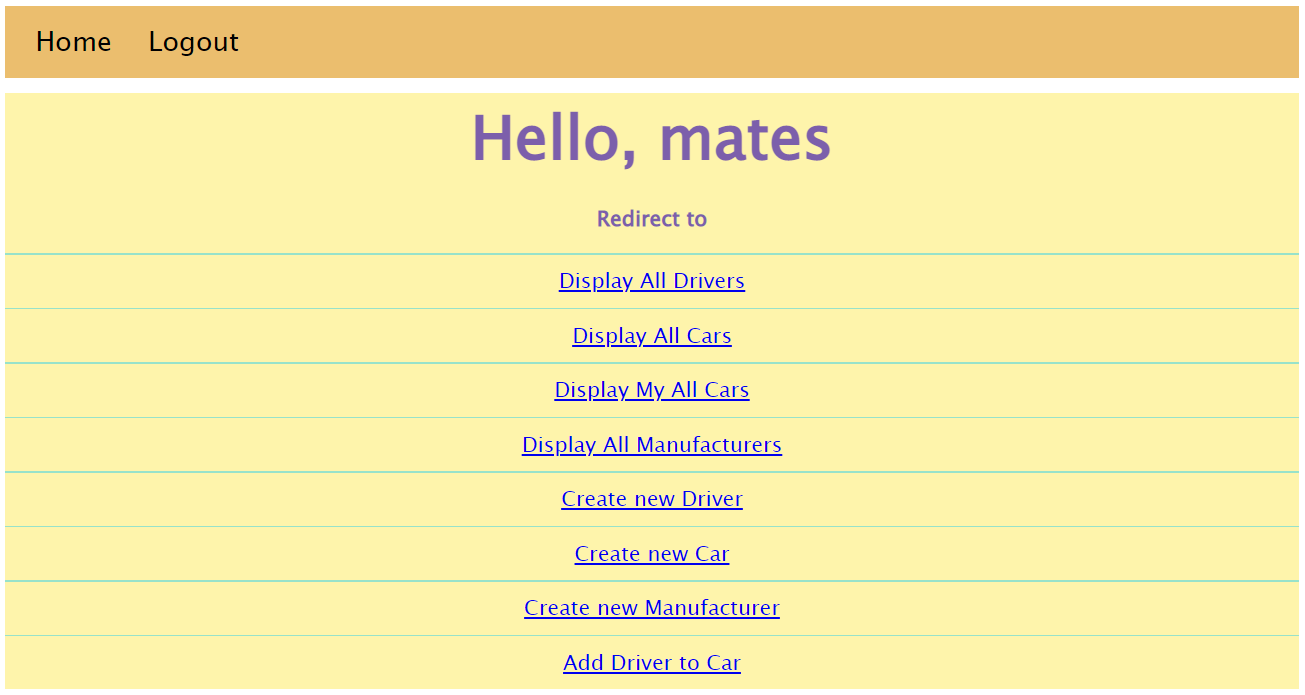 Home Logout
Hello, mates
Redirect to
Display All Drivers
Display All Cars
Display My All Cars
Display All Manufacturers
Create new Driver
Create new Car
Create new Manufacturer
Add Driver to Car